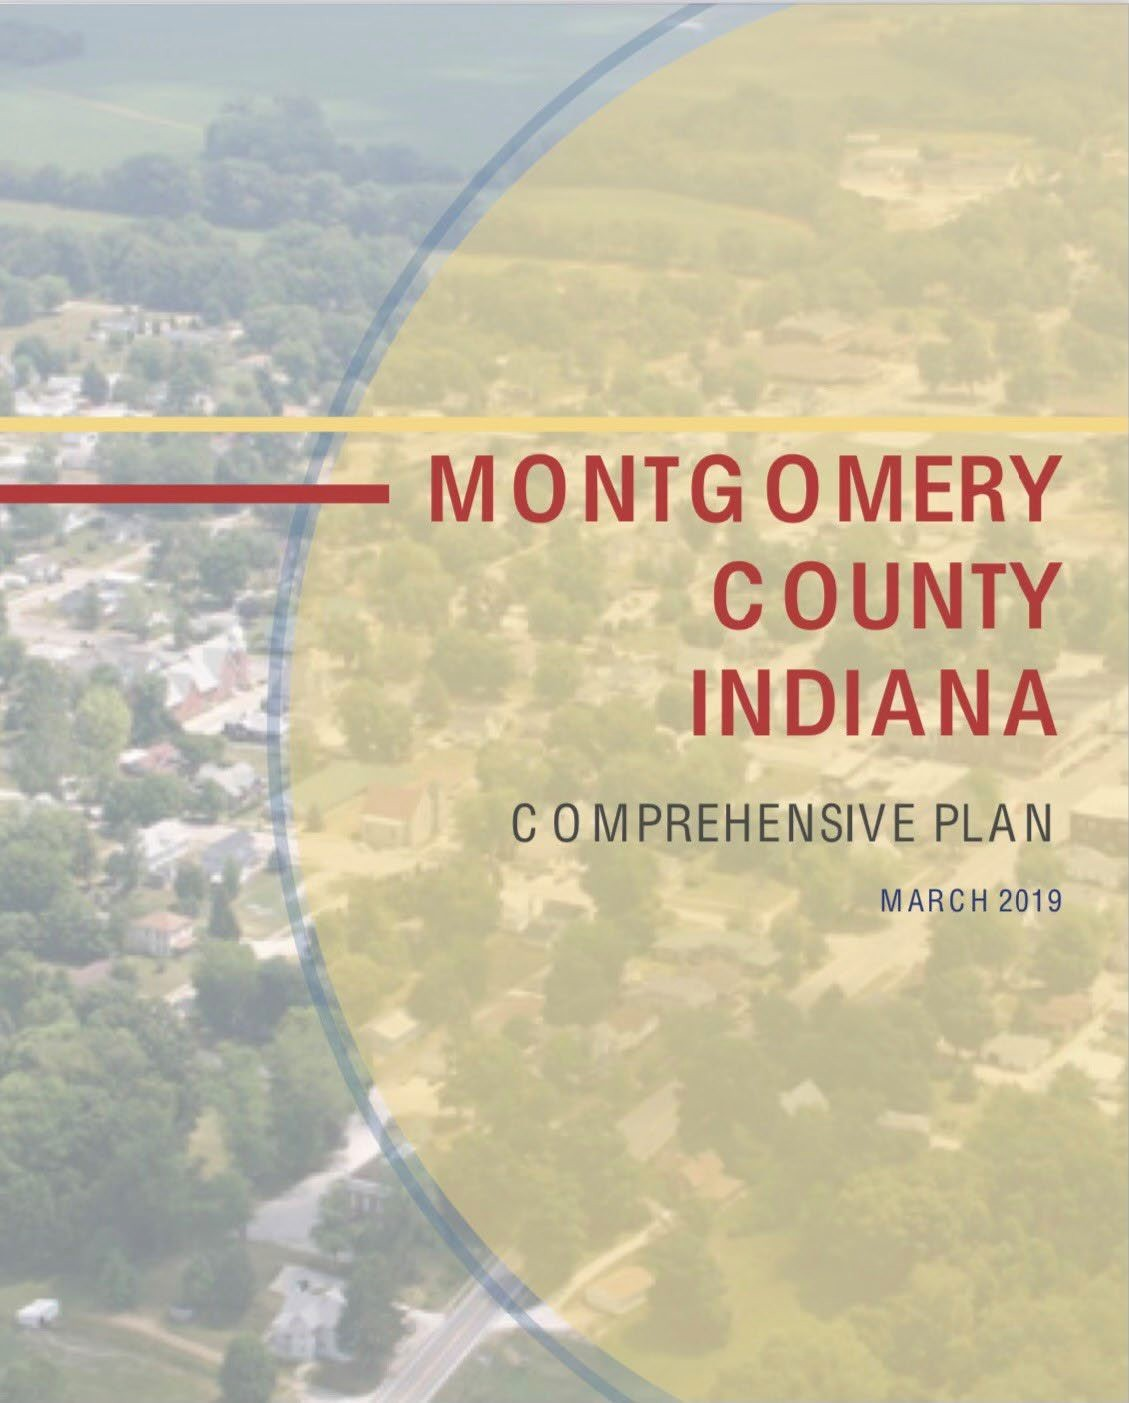 MONTGOMERY
COUNTY
INDIANA
COMPREHENSIVE PLAN
MARCH 2019